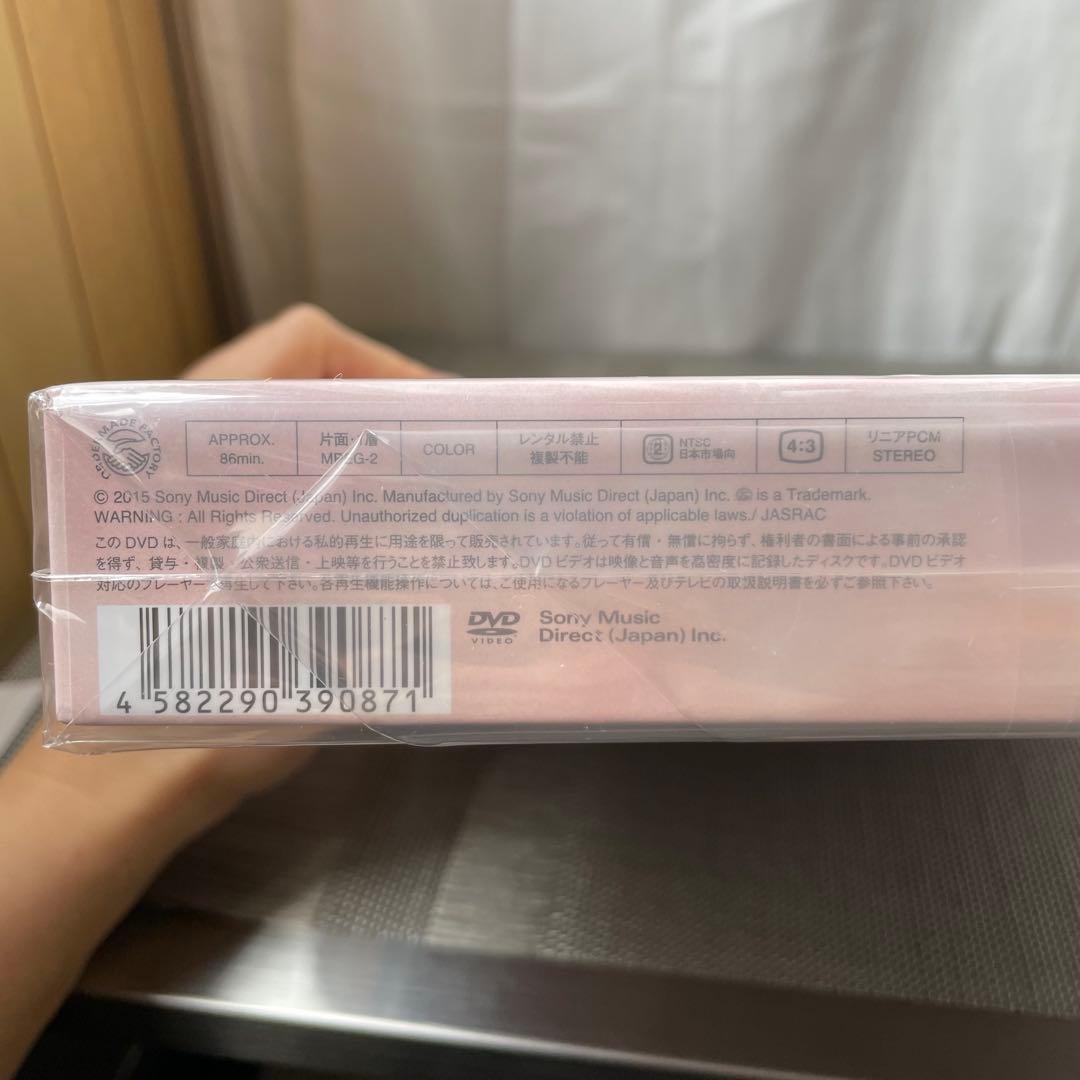 ORDERMADE FACTORY
APPROX. 86min.
片面・1層 MPEG-2
COLOR
レンタル禁止 複製不能
2 NTSC 日本市場向
4:3
リニアPCM STEREO
© 2015 Sony Music Direct (Japan) Inc. Manufactured by Sony Music Direct (Japan) Inc. is a Trademark.
WARNING : All Rights Reserved. Unauthorized duplication is a violation of applicable laws./ JASRAC
このDVDは、一般家庭内における私的再生に用途を限って販売されています。従って有償・無償に拘らず、権利者の書面による事前の承認
を得ず、貸与・複製・公衆送信・上映等を行うことを禁止致します。DVDビデオは映像と音声を高密度に記録したディスクです。DVDビデオ
対応のプレーヤーで再生して下さい。各再生機能操作については、ご使用になるプレーヤー及びテレビの取扱説明書を必ずご参照下さい。
DVD VIDEO
Sony Music
Direct (Japan) Inc.
4 582290 390871